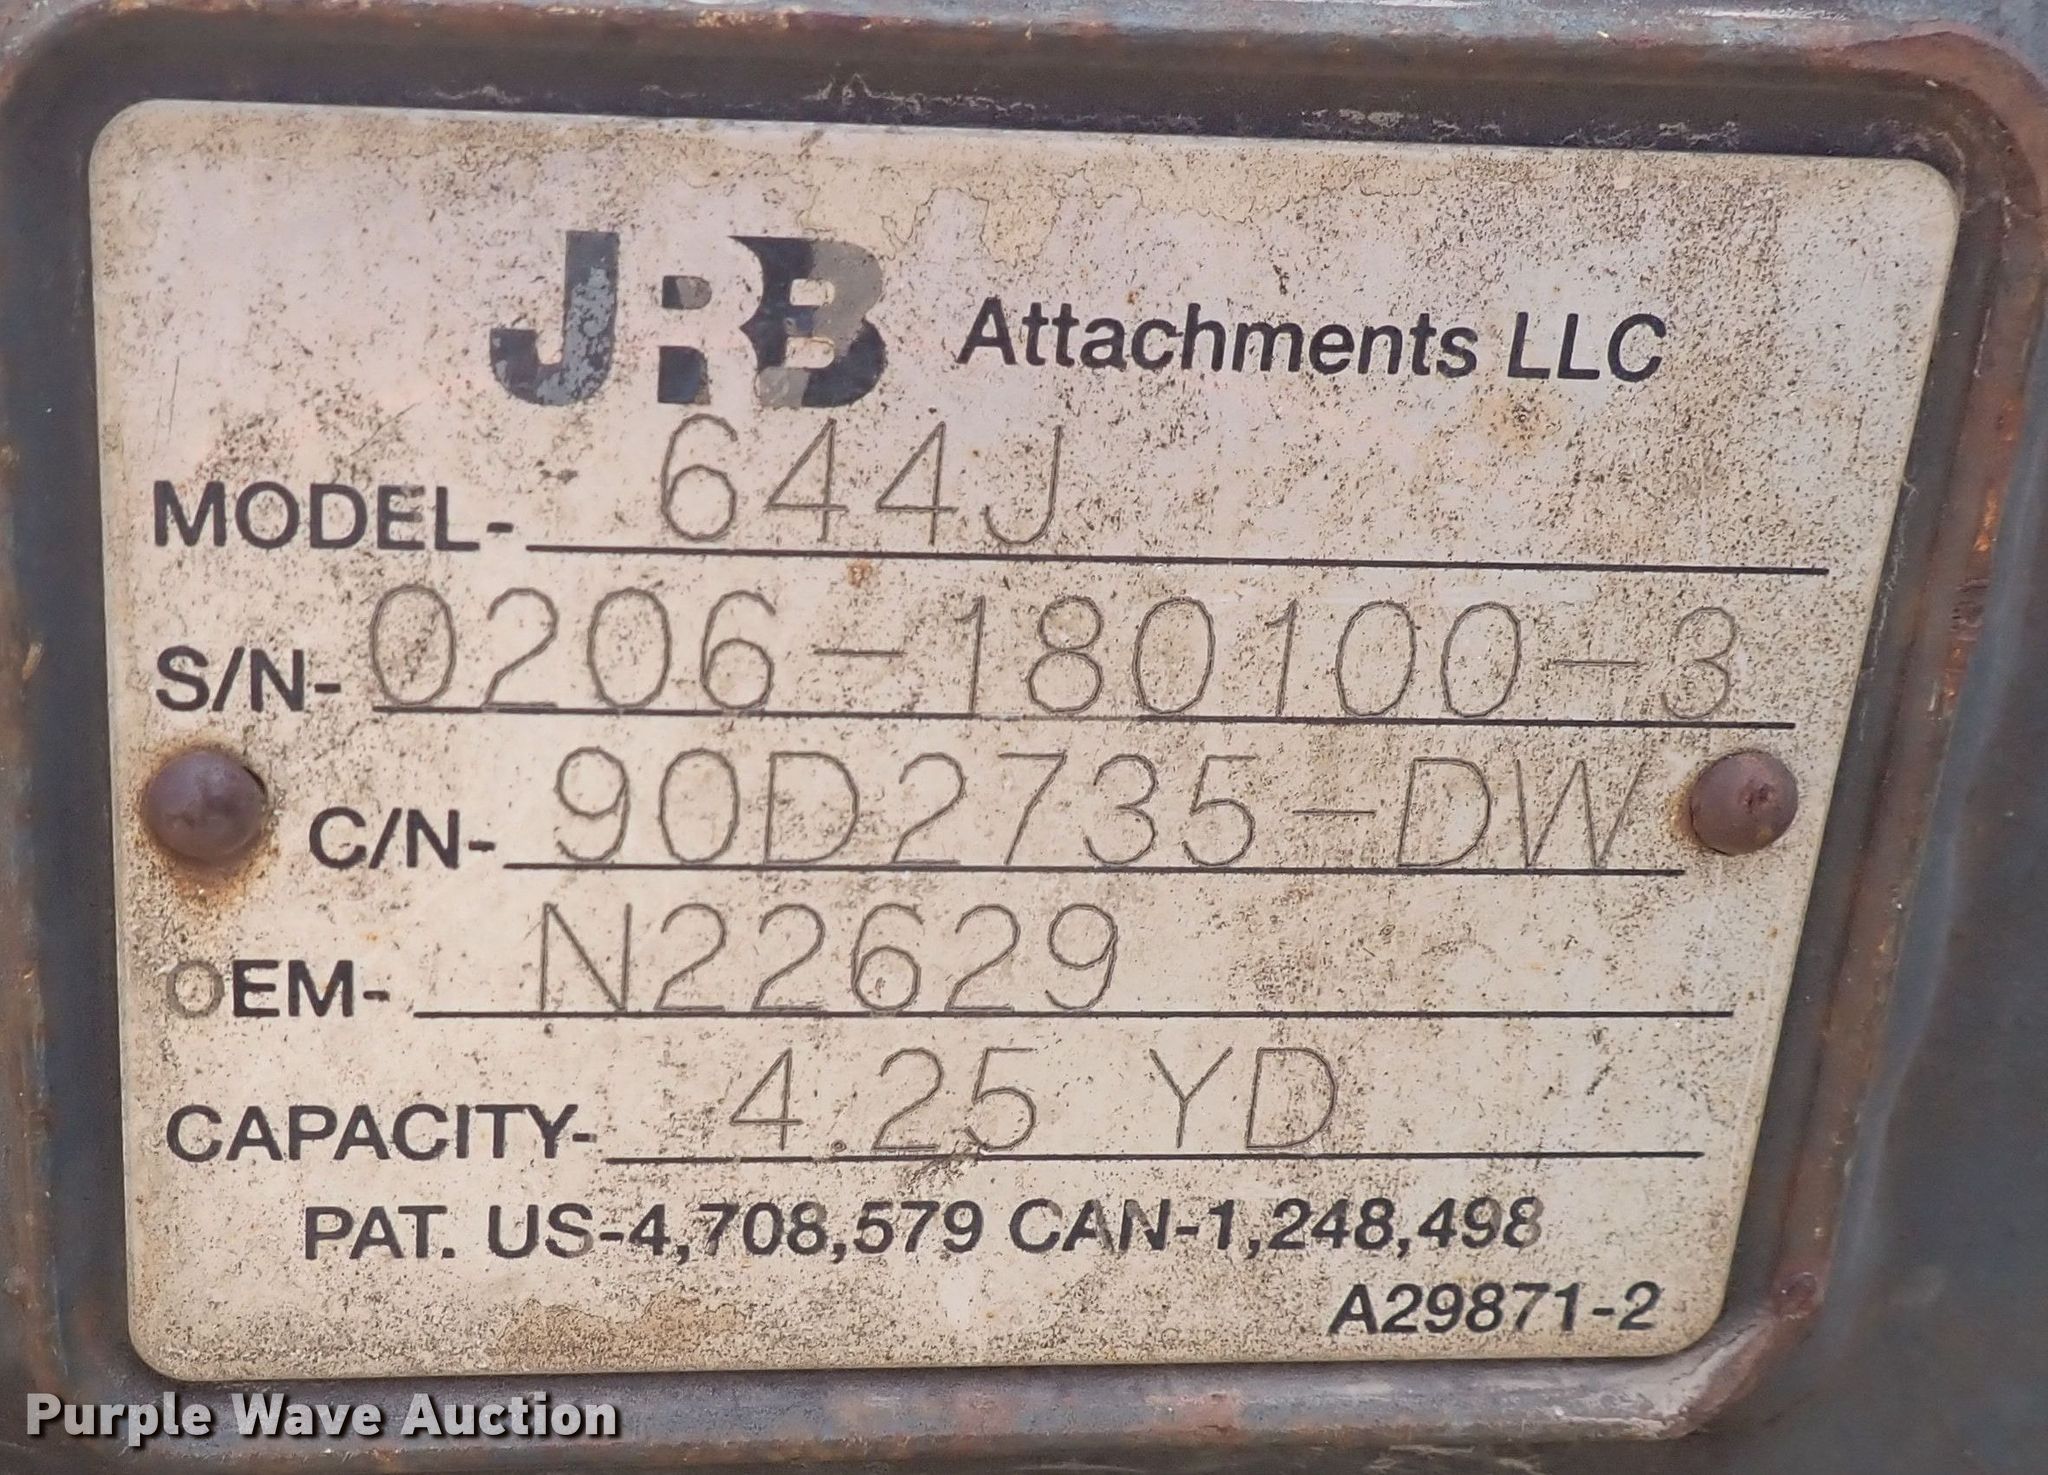 JRB Attachments LLC
MODEL- 644J
S/N- 0206-180100-3
C/N- 90D2735-DW
OEM- N22629
CAPACITY- 4.25 YD
PAT. US-4,708,579 CAN-1,248,498
A29871-2
Purple Wave Auction